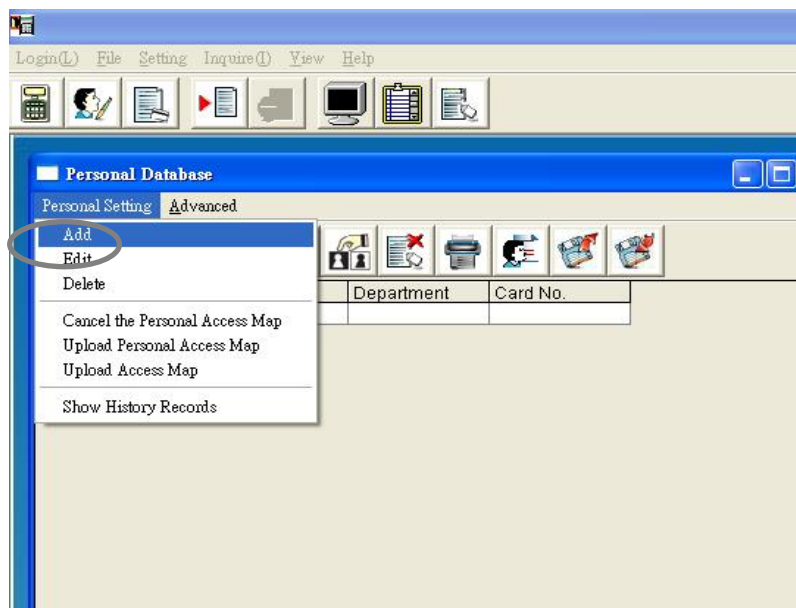 Login(L) File Setting Inquire(I) View Help
Personal Database
Personal Setting Advanced
Add
Edit
Delete
Cancel the Personal Access Map
Upload Personal Access Map
Upload Access Map
Show History Records
Department Card No.